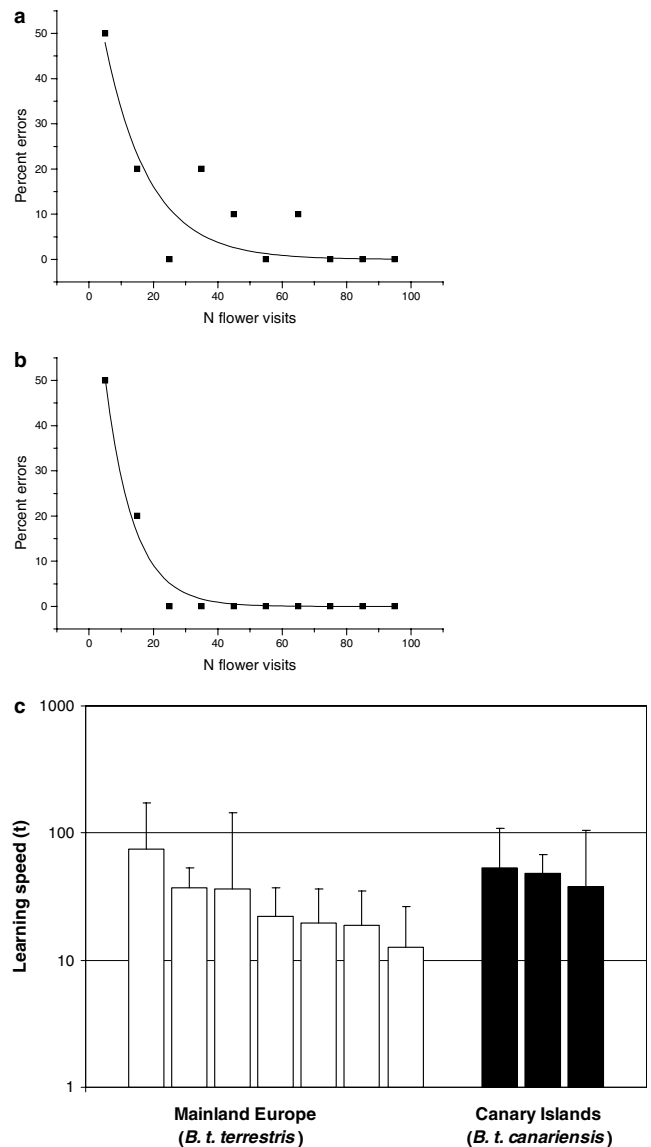 a
50
40
30
20
10
0
Percent errors
0 20 40 60 80 100
N flower visits
b
50
40
30
20
10
0
Percent errors
0 20 40 60 80 100
N flower visits
c
1000
100
10
1
Learning speed (t)
Mainland Europe Canary Islands
(B. t. terrestris) (B. t. canariensis)